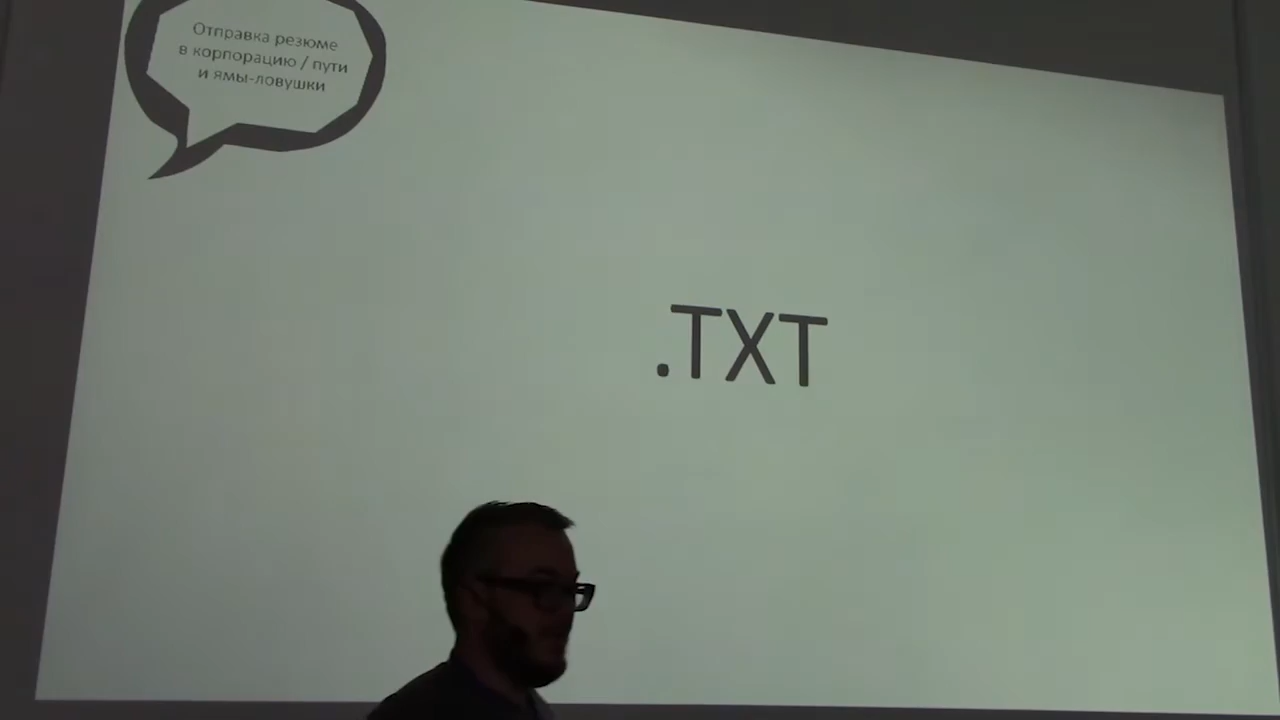 Отправка резюме
в корпорацию / пути
и ямы-ловушки
.TXT